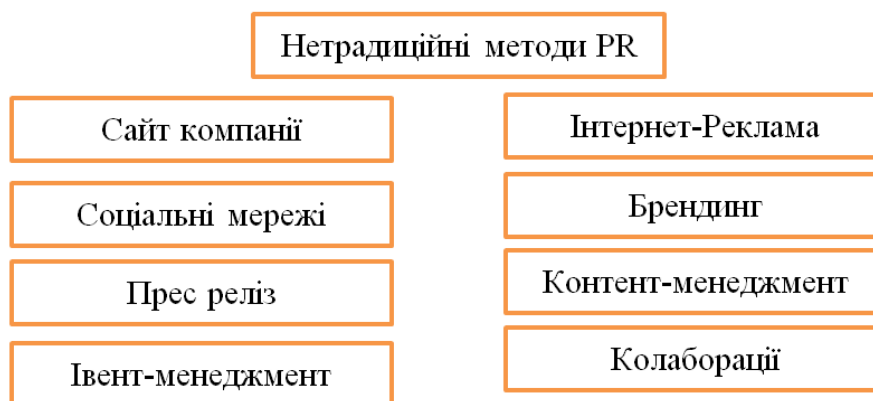 Нетрадиційні методи PR
Сайт компанії
Соціальні мережі
Прес реліз
Івент-менеджмент
Інтернет-Реклама
Брендинг
Контент-менеджмент
Колаборації